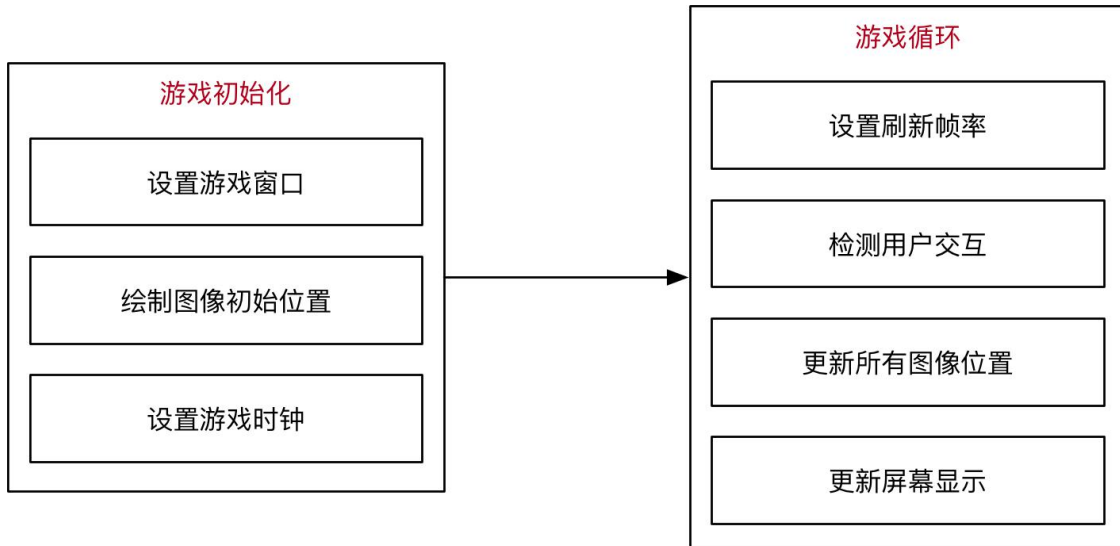 游戏初始化
设置游戏窗口
绘制图像初始位置
设置游戏时钟
游戏循环
设置刷新帧率
检测用户交互
更新所有图像位置
更新屏幕显示